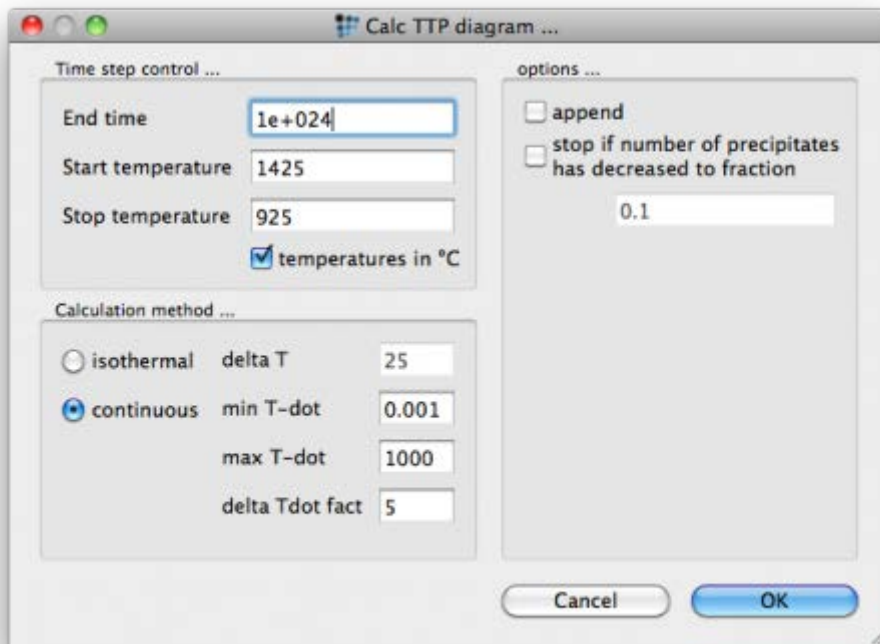 Calc TTP diagram ...
Time step control ...
End time 1e+024
Start temperature 1425
Stop temperature 925
temperatures in °C
Calculation method ...
isothermal delta T 25
continuous min T-dot 0.001
max T-dot 1000
delta Tdot fact 5
options ...
append
stop if number of precipitates
has decreased to fraction
0.1
Cancel OK